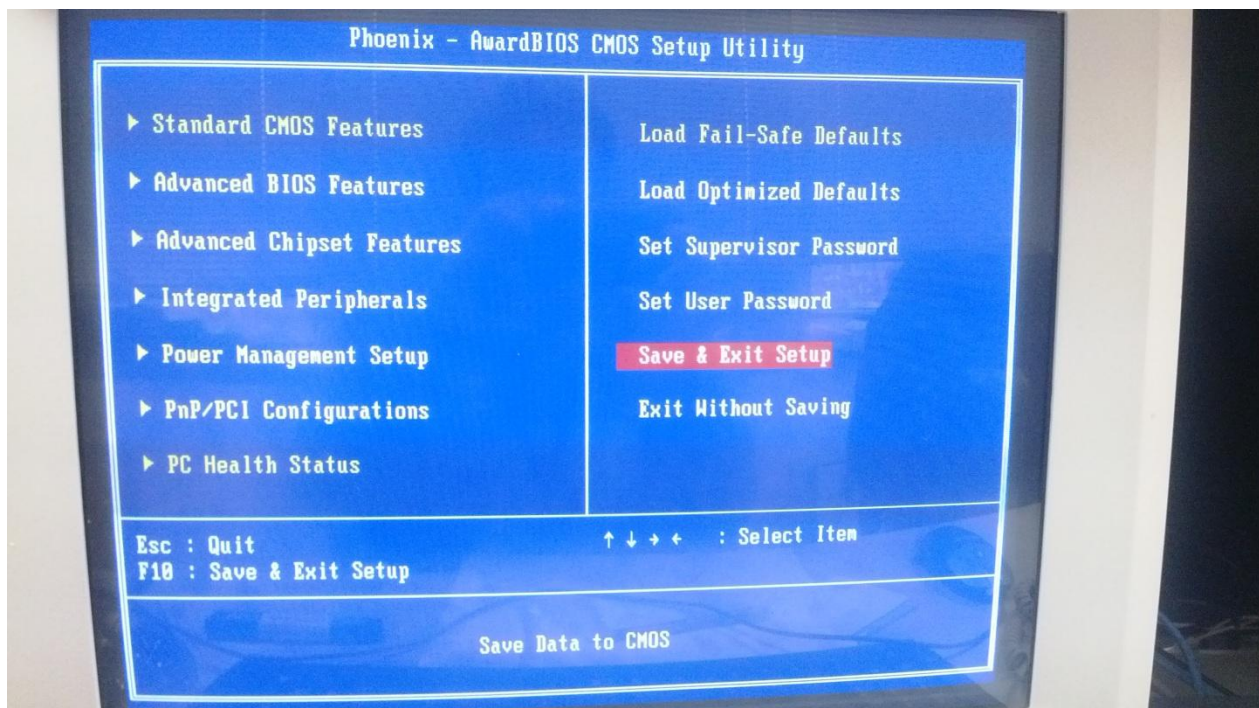 Phoenix - AwardBIOS CMOS Setup Utility
Standard CMOS Features
Advanced BIOS Features
Advanced Chipset Features
Integrated Peripherals
Power Management Setup
PnP/PCI Configurations
PC Health Status
Load Fail-Safe Defaults
Load Optimized Defaults
Set Supervisor Password
Set User Password
Save & Exit Setup
Exit Without Saving
Esc : Quit
F10 : Save & Exit Setup
↑ ↓ → ← : Select Item
Save Data to CMOS